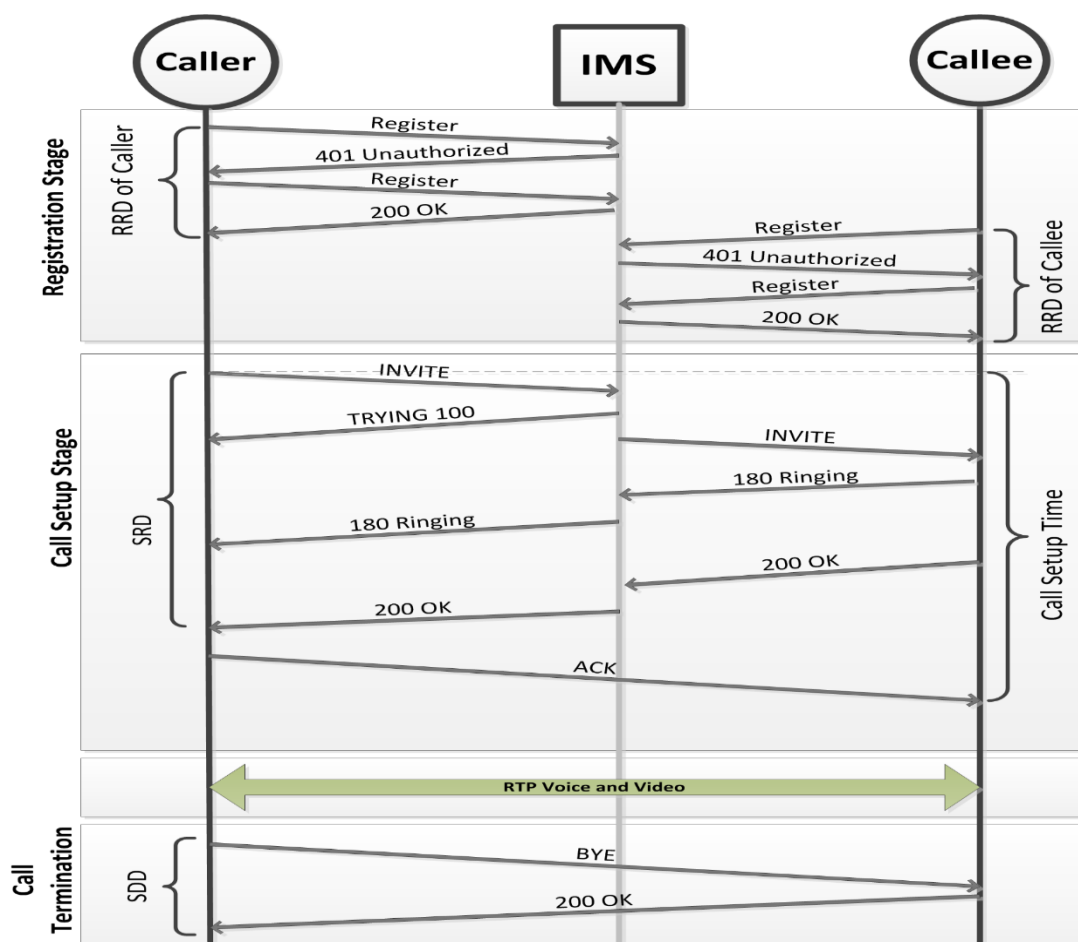 Caller
IMS
Callee
Registration Stage
RRD of Caller
Register
401 Unauthorized
Register
200 OK
Register
401 Unauthorized
Register
200 OK
RRD of Callee
Call Setup Stage
SRD
INVITE
TRYING 100
INVITE
180 Ringing
180 Ringing
200 OK
200 OK
ACK
Call Setup Time
RTP Voice and Video
Call
Termination
SDD
BYE
200 OK